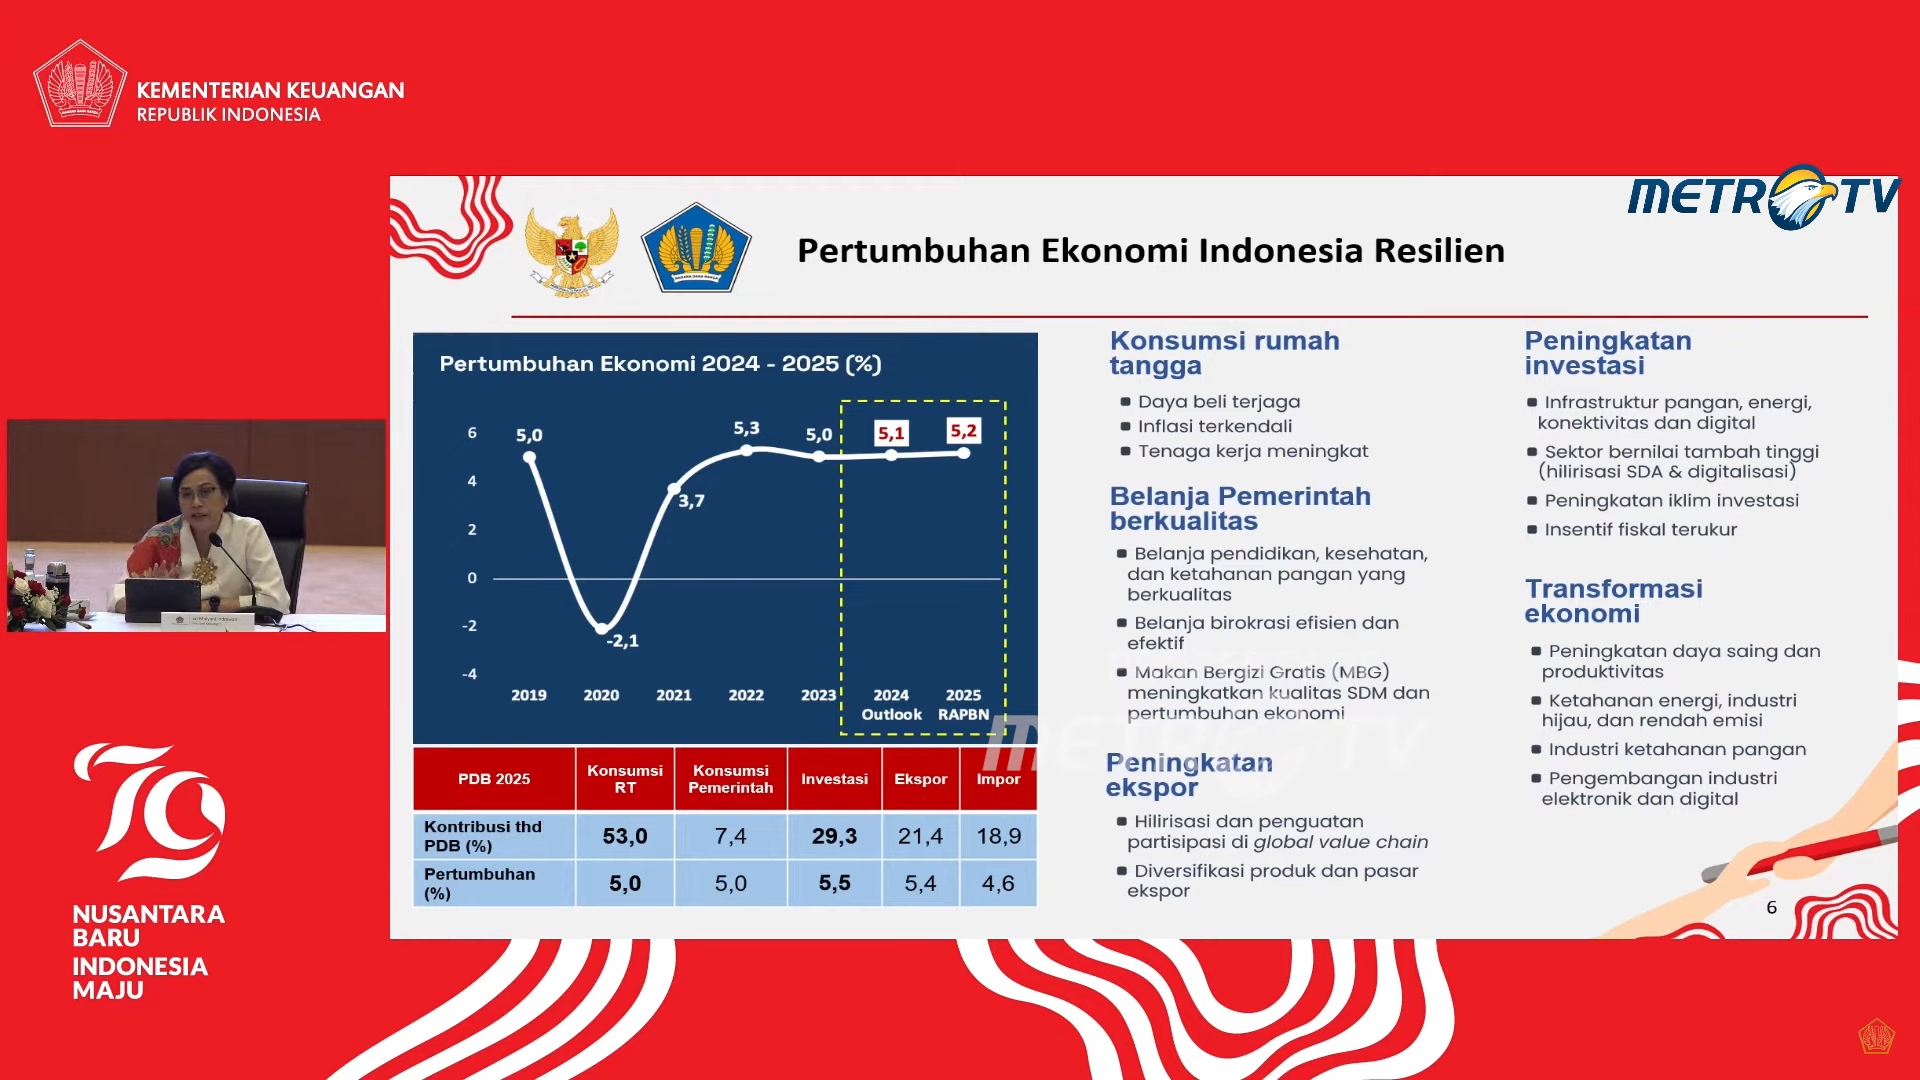 KEMENTERIAN KEUANGAN
REPUBLIK INDONESIA
METRO TV
Pertumbuhan Ekonomi Indonesia Resilien
Pertumbuhan Ekonomi 2024 - 2025 (%)
6
4
2
0
-2
-4
5,0
-2,1
3,7
5,3
5,0
5,1
5,2
2019
2020
2021
2022
2023
2024
Outlook
2025
RAPBN
PDB 2025
Konsumsi
RT
Konsumsi
Pemerintah
Investasi
Ekspor
Impor
Kontribusi thd
PDB (%)
53,0
7,4
29,3
21,4
18,9
Pertumbuhan
(%)
5,0
5,0
5,5
5,4
4,6
Konsumsi rumah
tangga
Daya beli terjaga
Inflasi terkendali
Tenaga kerja meningkat
Belanja Pemerintah
berkualitas
Belanja pendidikan, kesehatan,
dan ketahanan pangan yang
berkualitas
Belanja birokrasi efisien dan
efektif
Makan Bergizi Gratis (MBG)
meningkatkan kualitas SDM dan
pertumbuhan ekonomi
METRO TV
Peningkatan
ekspor
Hilirisasi dan penguatan
partisipasi di global value chain
Diversifikasi produk dan pasar
ekspor
Peningkatan
investasi
Infrastruktur pangan, energi,
konektivitas dan digital
Sektor bernilai tambah tinggi
(hilirisasi SDA & digitalisasi)
Peningkatan iklim investasi
Insentif fiskal terukur
Transformasi
ekonomi
Peningkatan daya saing dan
produktivitas
Ketahanan energi, industri
hijau, dan rendah emisi
Industri ketahanan pangan
Pengembangan industri
elektronik dan digital
6
79
NUSANTARA
BARU
INDONESIA
MAJU